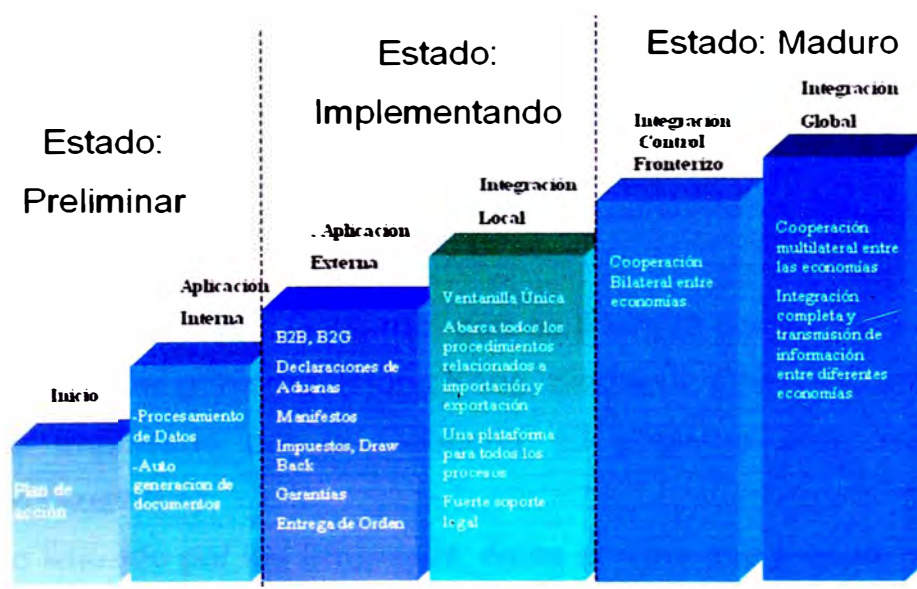 Estado:
Preliminar
Inicio
Plan de
acción
Aplicación
Interna
-Procesamiento
de Datos
-Auto
generacion de
documentos
Estado:
Implementando
. Aplicación
Externa
B2B, B2G
Declaraciones de
Aduanas
Manifestos
Impuestos, Draw
Back
Garantías
Entrega de Orden
Integración
Local
Ventanilla Única
Abarca todos los
procedimientos
relacionados a
importación y
exportación
Una plataforma
para todos los
procesos
Fuerte soporte
legal
Estado: Maduro
Integracion
Control
Fronterizo
Cooperación
Bilateral entre
economías
Integración
Global
Cooperación
multilateral entre
las economías
Integración
completa y
transmisión de
información
entre diferentes
economías